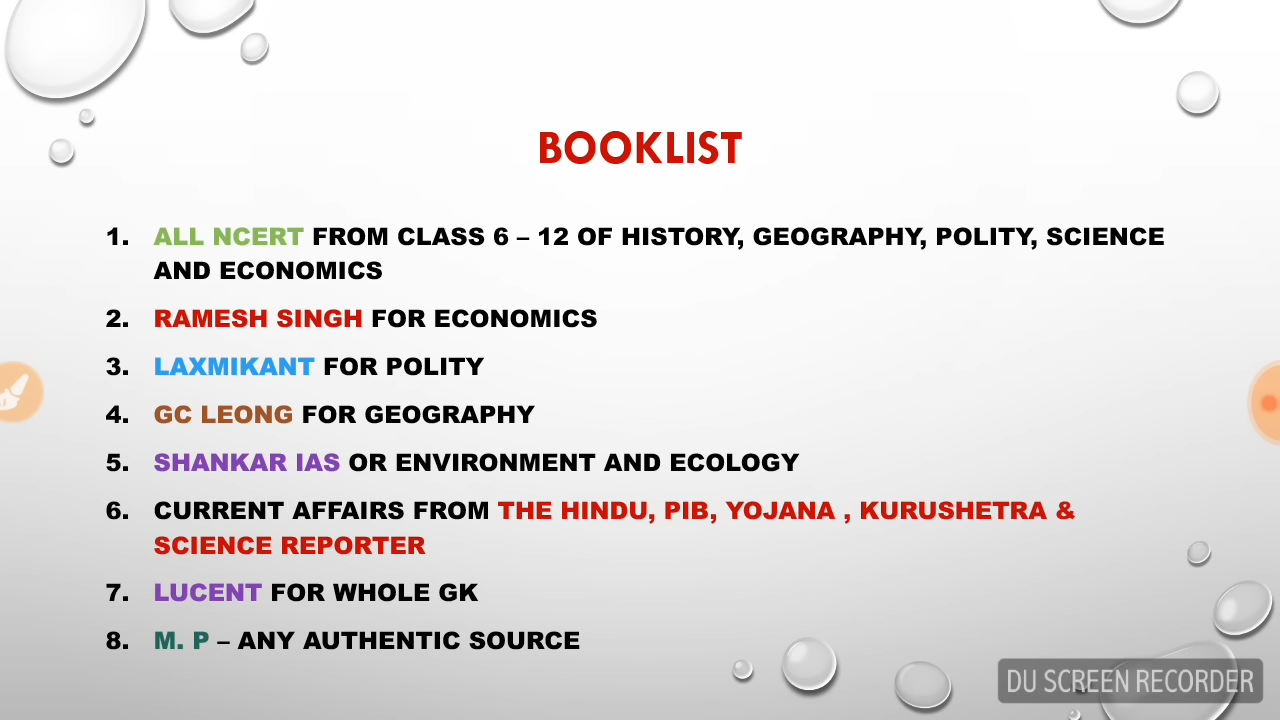 BOOKLIST
1. ALL NCERT FROM CLASS 6 – 12 OF HISTORY, GEOGRAPHY, POLITY, SCIENCE
AND ECONOMICS
2. RAMESH SINGH FOR ECONOMICS
3. LAXMIKANT FOR POLITY
4. GC LEONG FOR GEOGRAPHY
5. SHANKAR IAS OR ENVIRONMENT AND ECOLOGY
6. CURRENT AFFAIRS FROM THE HINDU, PIB, YOJANA , KURUSHETRA &
SCIENCE REPORTER
7. LUCENT FOR WHOLE GK
8. M. P – ANY AUTHENTIC SOURCE
DU SCREEN RECORDER